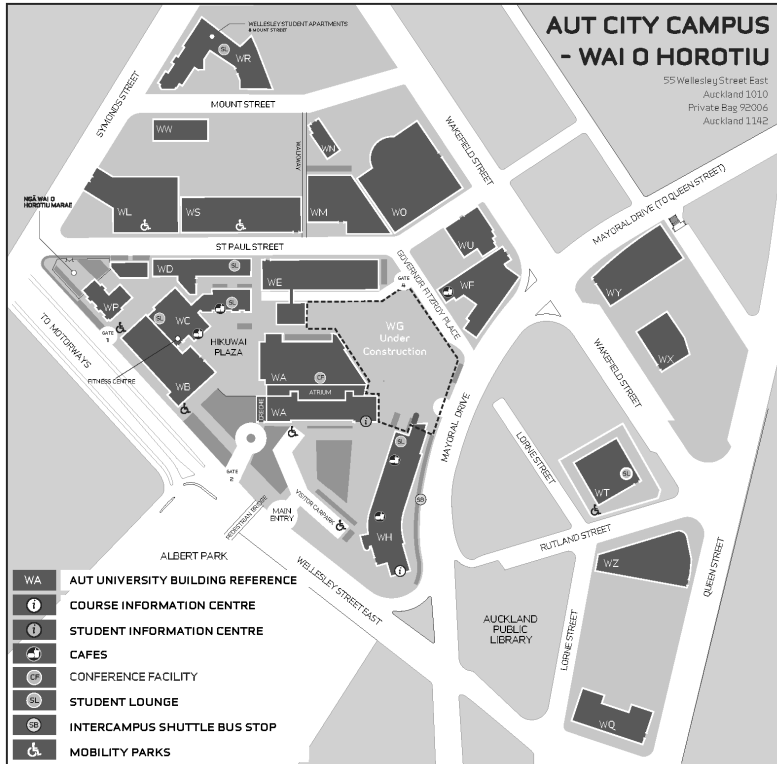 AUT CITY CAMPUS
- WAI O HOROTIU
55 Wellesley Street East
Auckland 1010
Private Bag 92006
Auckland 1142
WELLESLEY STUDENT APARTMENTS
& MOUNT STREET
SL
WR
SYMONDS STREET
MOUNT STREET
WW
WN
WALKWAY
WAKEFIELD STREET
NGĀ WAI O
HOROTIU MARAE
WL
WS
WM
WO
MAYORAL DRIVE (TO QUEEN STREET)
ST PAUL STREET
WU
WD
SL
WE
GOVERNOR FITZROY PLACE
GATE
4
WF
WY
WP
WC
SL
SL
WG
Under
Construction
TO MOTORWAYS
GATE
1
HIKUWAI
PLAZA
WAKEFIELD STREET
WX
FITNESS CENTRE
WB
WA
CF
ATRIUM
CRECHE
WA
MAYORAL DRIVE
LORNE STREET
SL
WT
SL
GATE
2
PEDESTRIAN BRIDGE
MAIN
ENTRY
VISITOR CARPARK
SB
WH
RUTLAND STREET
ALBERT PARK
WELLESLEY STREET EAST
WZ
QUEEN STREET
AUCKLAND
PUBLIC
LIBRARY
LORNE STREET
WQ
WA AUT UNIVERSITY BUILDING REFERENCE
i COURSE INFORMATION CENTRE
i STUDENT INFORMATION CENTRE
CAFES
CF CONFERENCE FACILITY
SL STUDENT LOUNGE
SB INTERCAMPUS SHUTTLE BUS STOP
MOBILITY PARKS